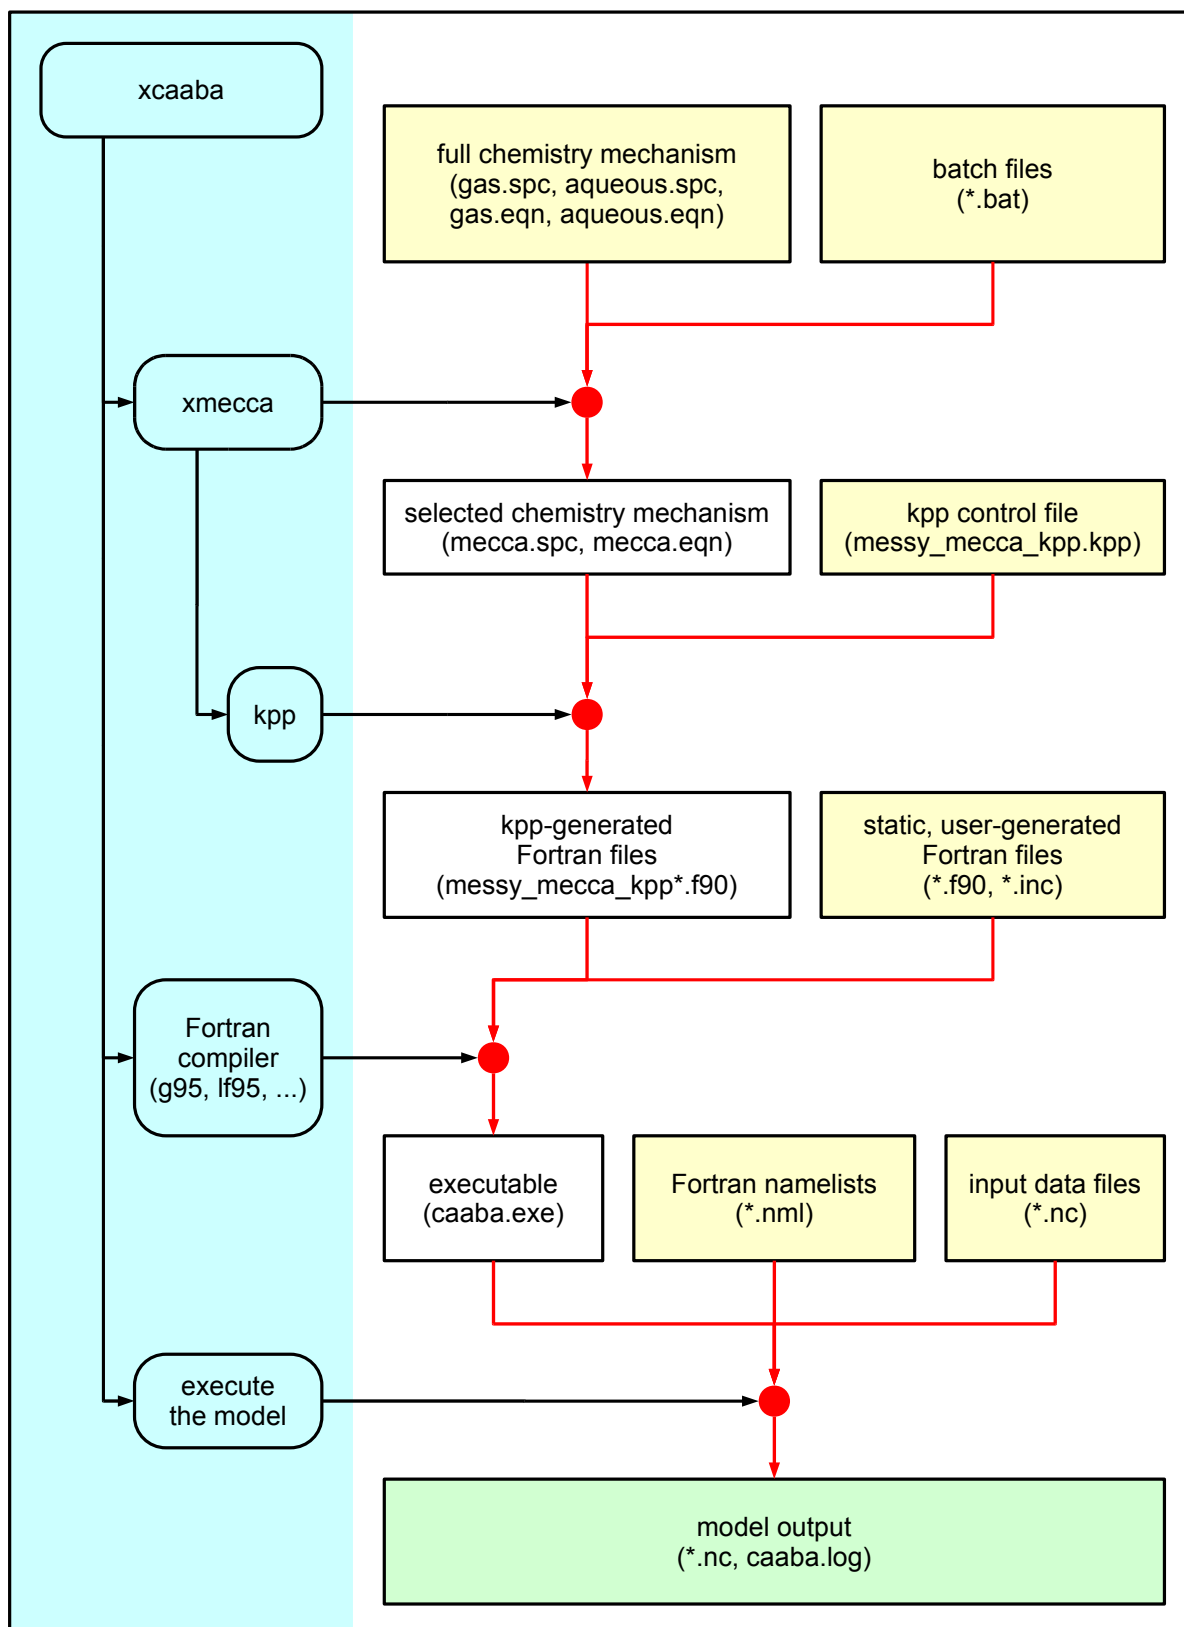 xcaaba
full chemistry mechanism
(gas.spc, aqueous.spc,
gas.eqn, aqueous.eqn)
batch files
(*.bat)
xmecca
selected chemistry mechanism
(mecca.spc, mecca.eqn)
kpp control file
(messy_mecca_kpp.kpp)
kpp
kpp-generated
Fortran files
(messy_mecca_kpp*.f90)
static, user-generated
Fortran files
(*.f90, *.inc)
Fortran
compiler
(g95, lf95, ...)
executable
(caaba.exe)
Fortran namelists
(*.nml)
input data files
(*.nc)
execute
the model
model output
(*.nc, caaba.log)